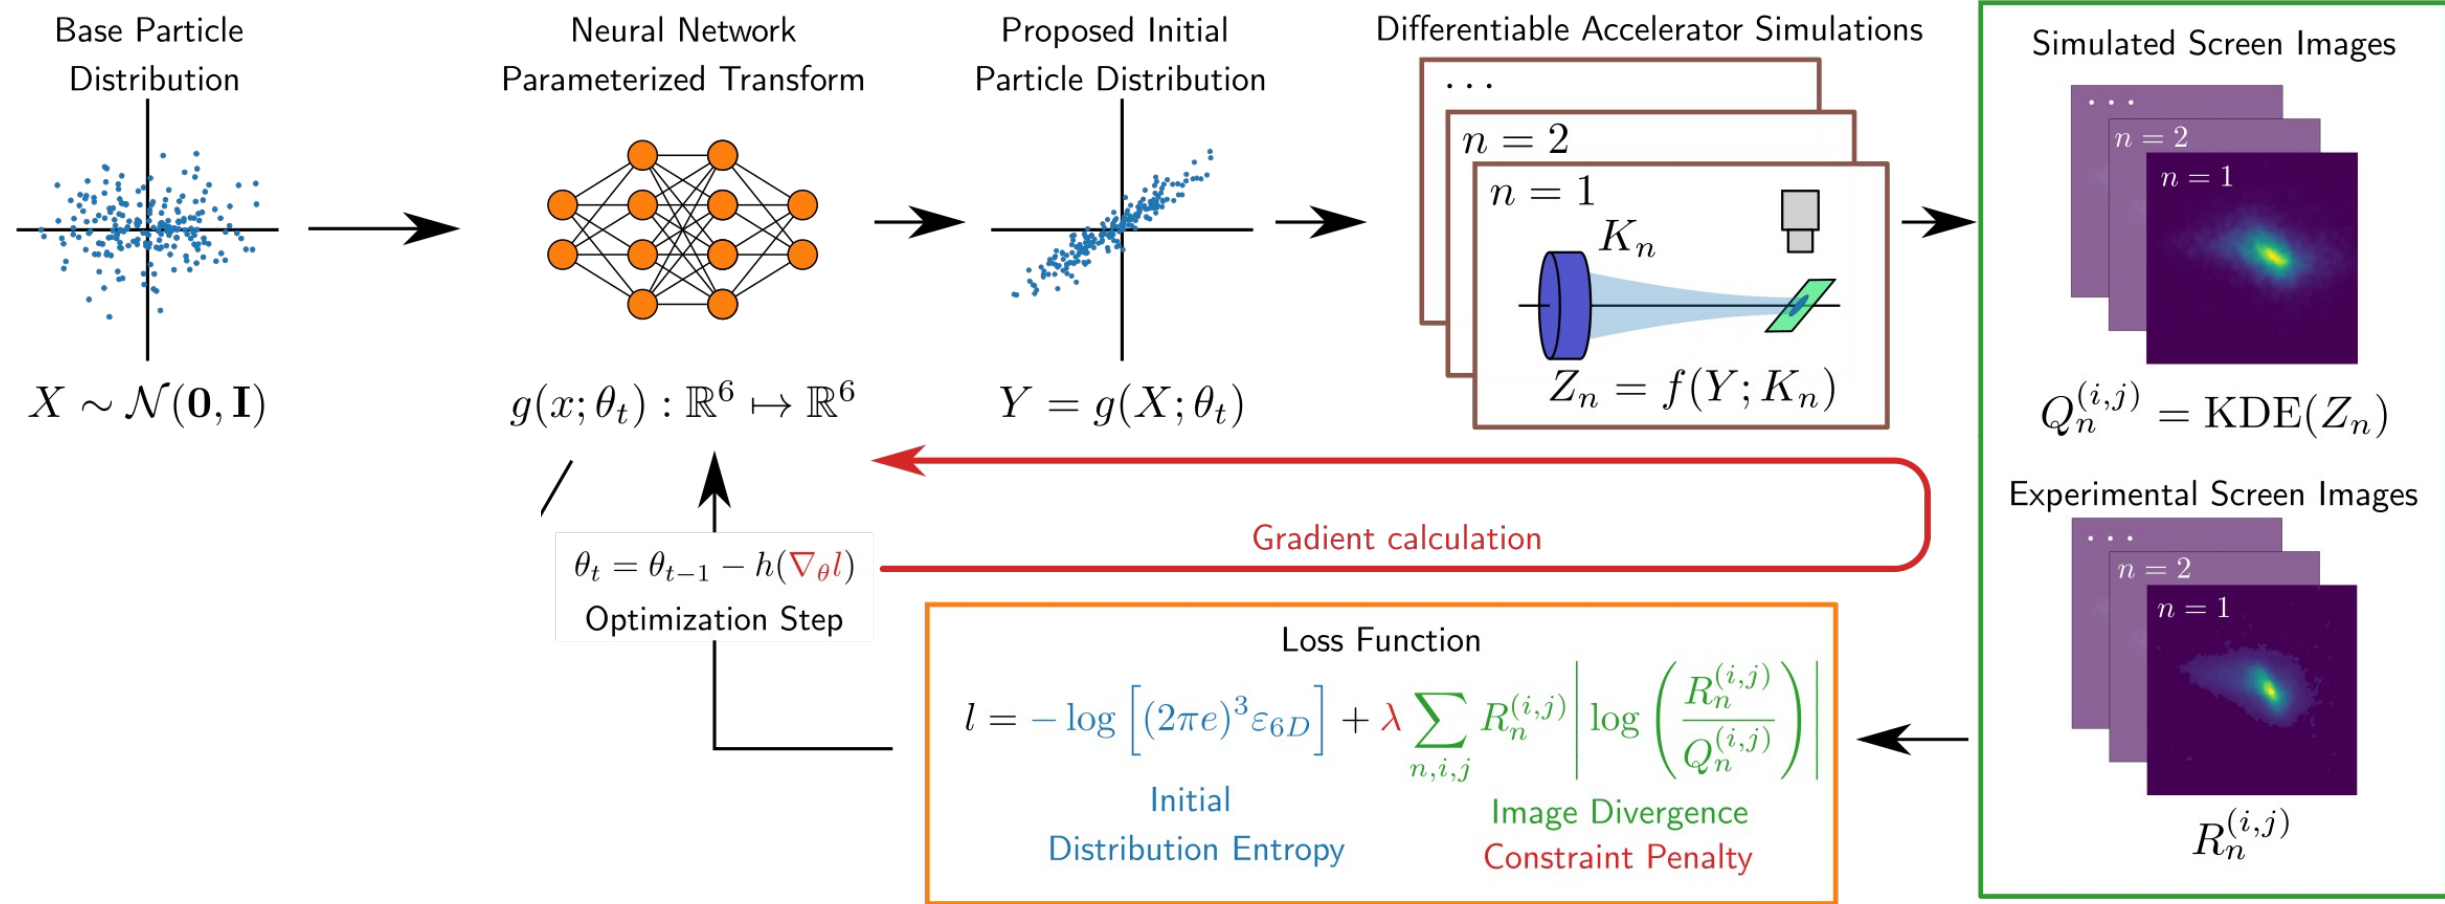 Base Particle
Distribution
X ∼ 𝒩(𝟎, 𝐈)
Neural Network
Parameterized Transform
g(x; θ_t) : ℝ^6 ↦ ℝ^6
Proposed Initial
Particle Distribution
Y = g(X; θ_t)
Differentiable Accelerator Simulations
...
n = 2
n = 1
K_n
Z_n = f(Y; K_n)
Simulated Screen Images
...
n = 2
n = 1
Q_n^{(i,j)} = KDE(Z_n)
Experimental Screen Images
...
n = 2
n = 1
R_n^{(i,j)}
Gradient calculation
θ_t = θ_{t−1} − h(∇_θ l)
Optimization Step
Loss Function
l = − log [(2πe)^3 ε_{6D}] + λ ∑_{n,i,j} R_n^{(i,j)} | log ( R_n^{(i,j)} / Q_n^{(i,j)} ) |
Initial
Distribution Entropy
Image Divergence
Constraint Penalty